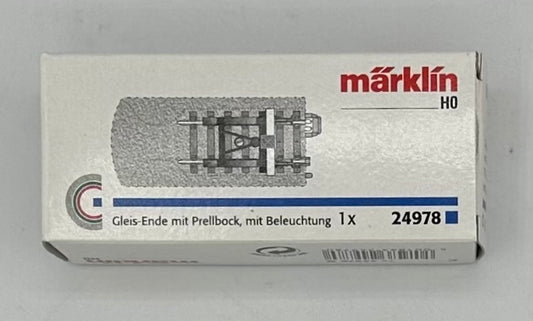 märklin
H0
Gleis-Ende mit Prellbock, mit Beleuchtung 1x 24978